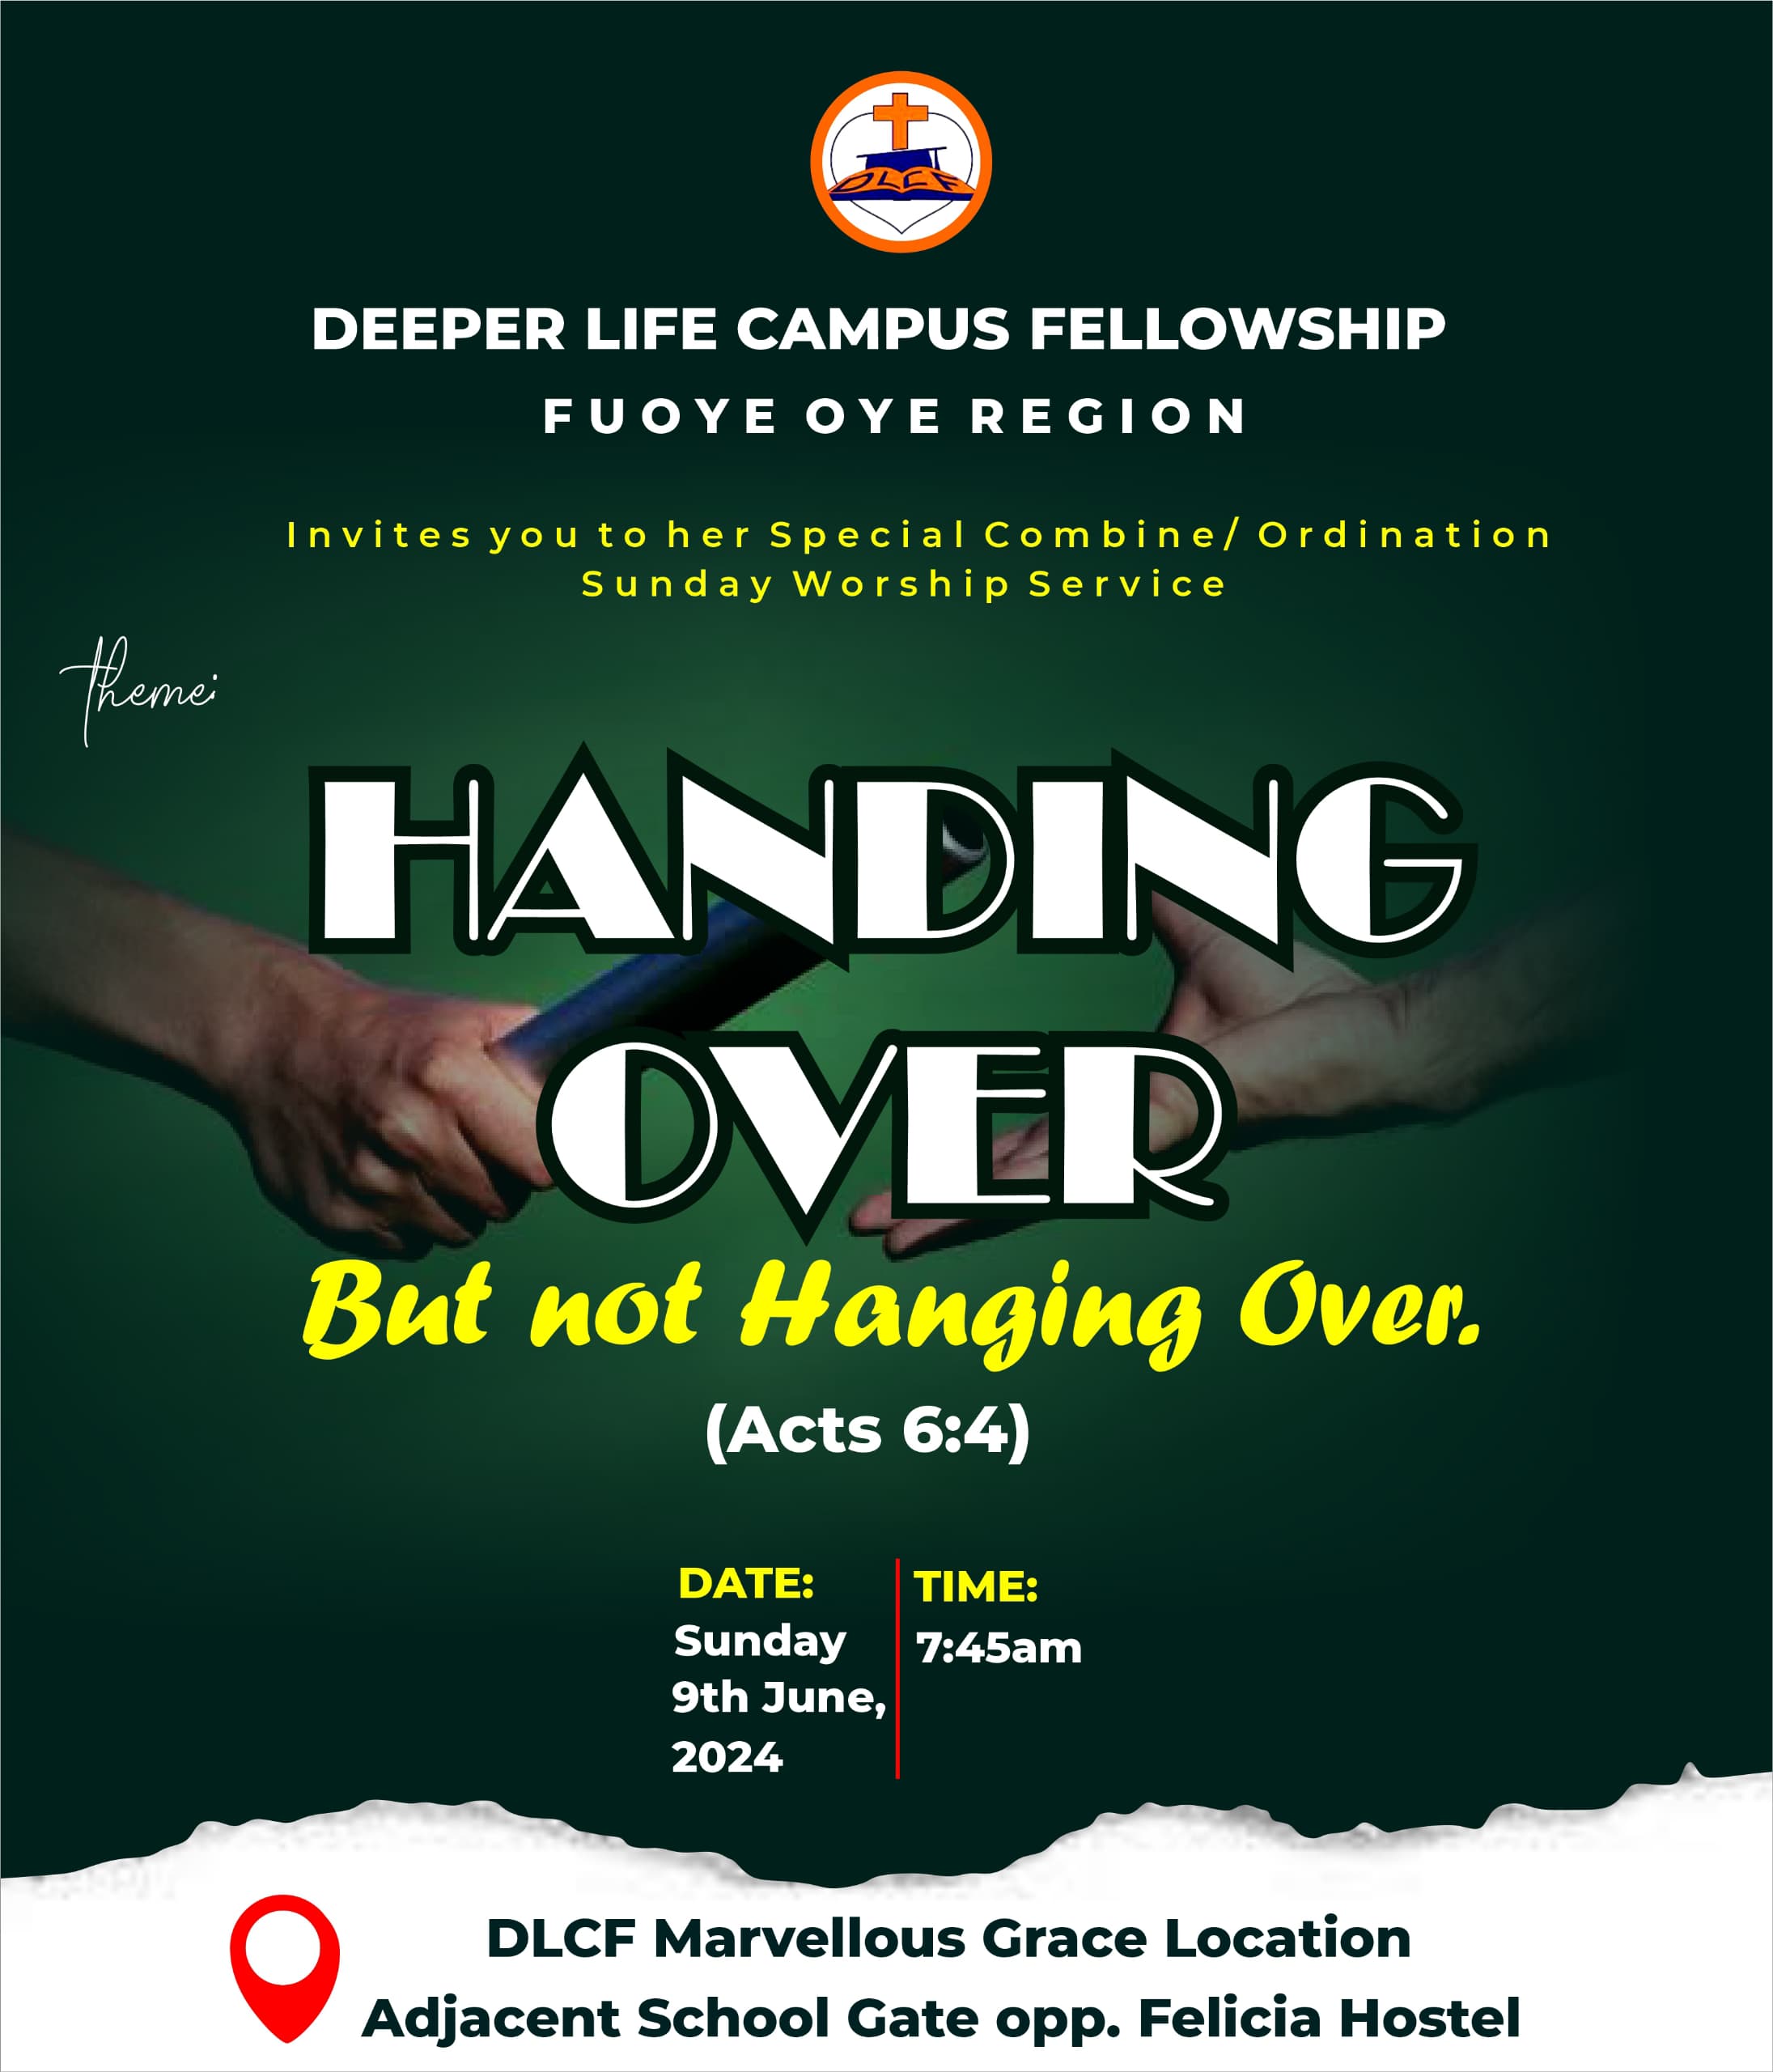 DLCF
DEEPER LIFE CAMPUS FELLOWSHIP
FUOYE OYE REGION
Invites you to her Special Combine/ Ordination
Sunday Worship Service
theme:
HANDING
OVER
But not Hanging Over.
(Acts 6:4)
DATE:
Sunday
9th June,
2024
TIME:
7:45am
DLCF Marvellous Grace Location
Adjacent School Gate opp. Felicia Hostel